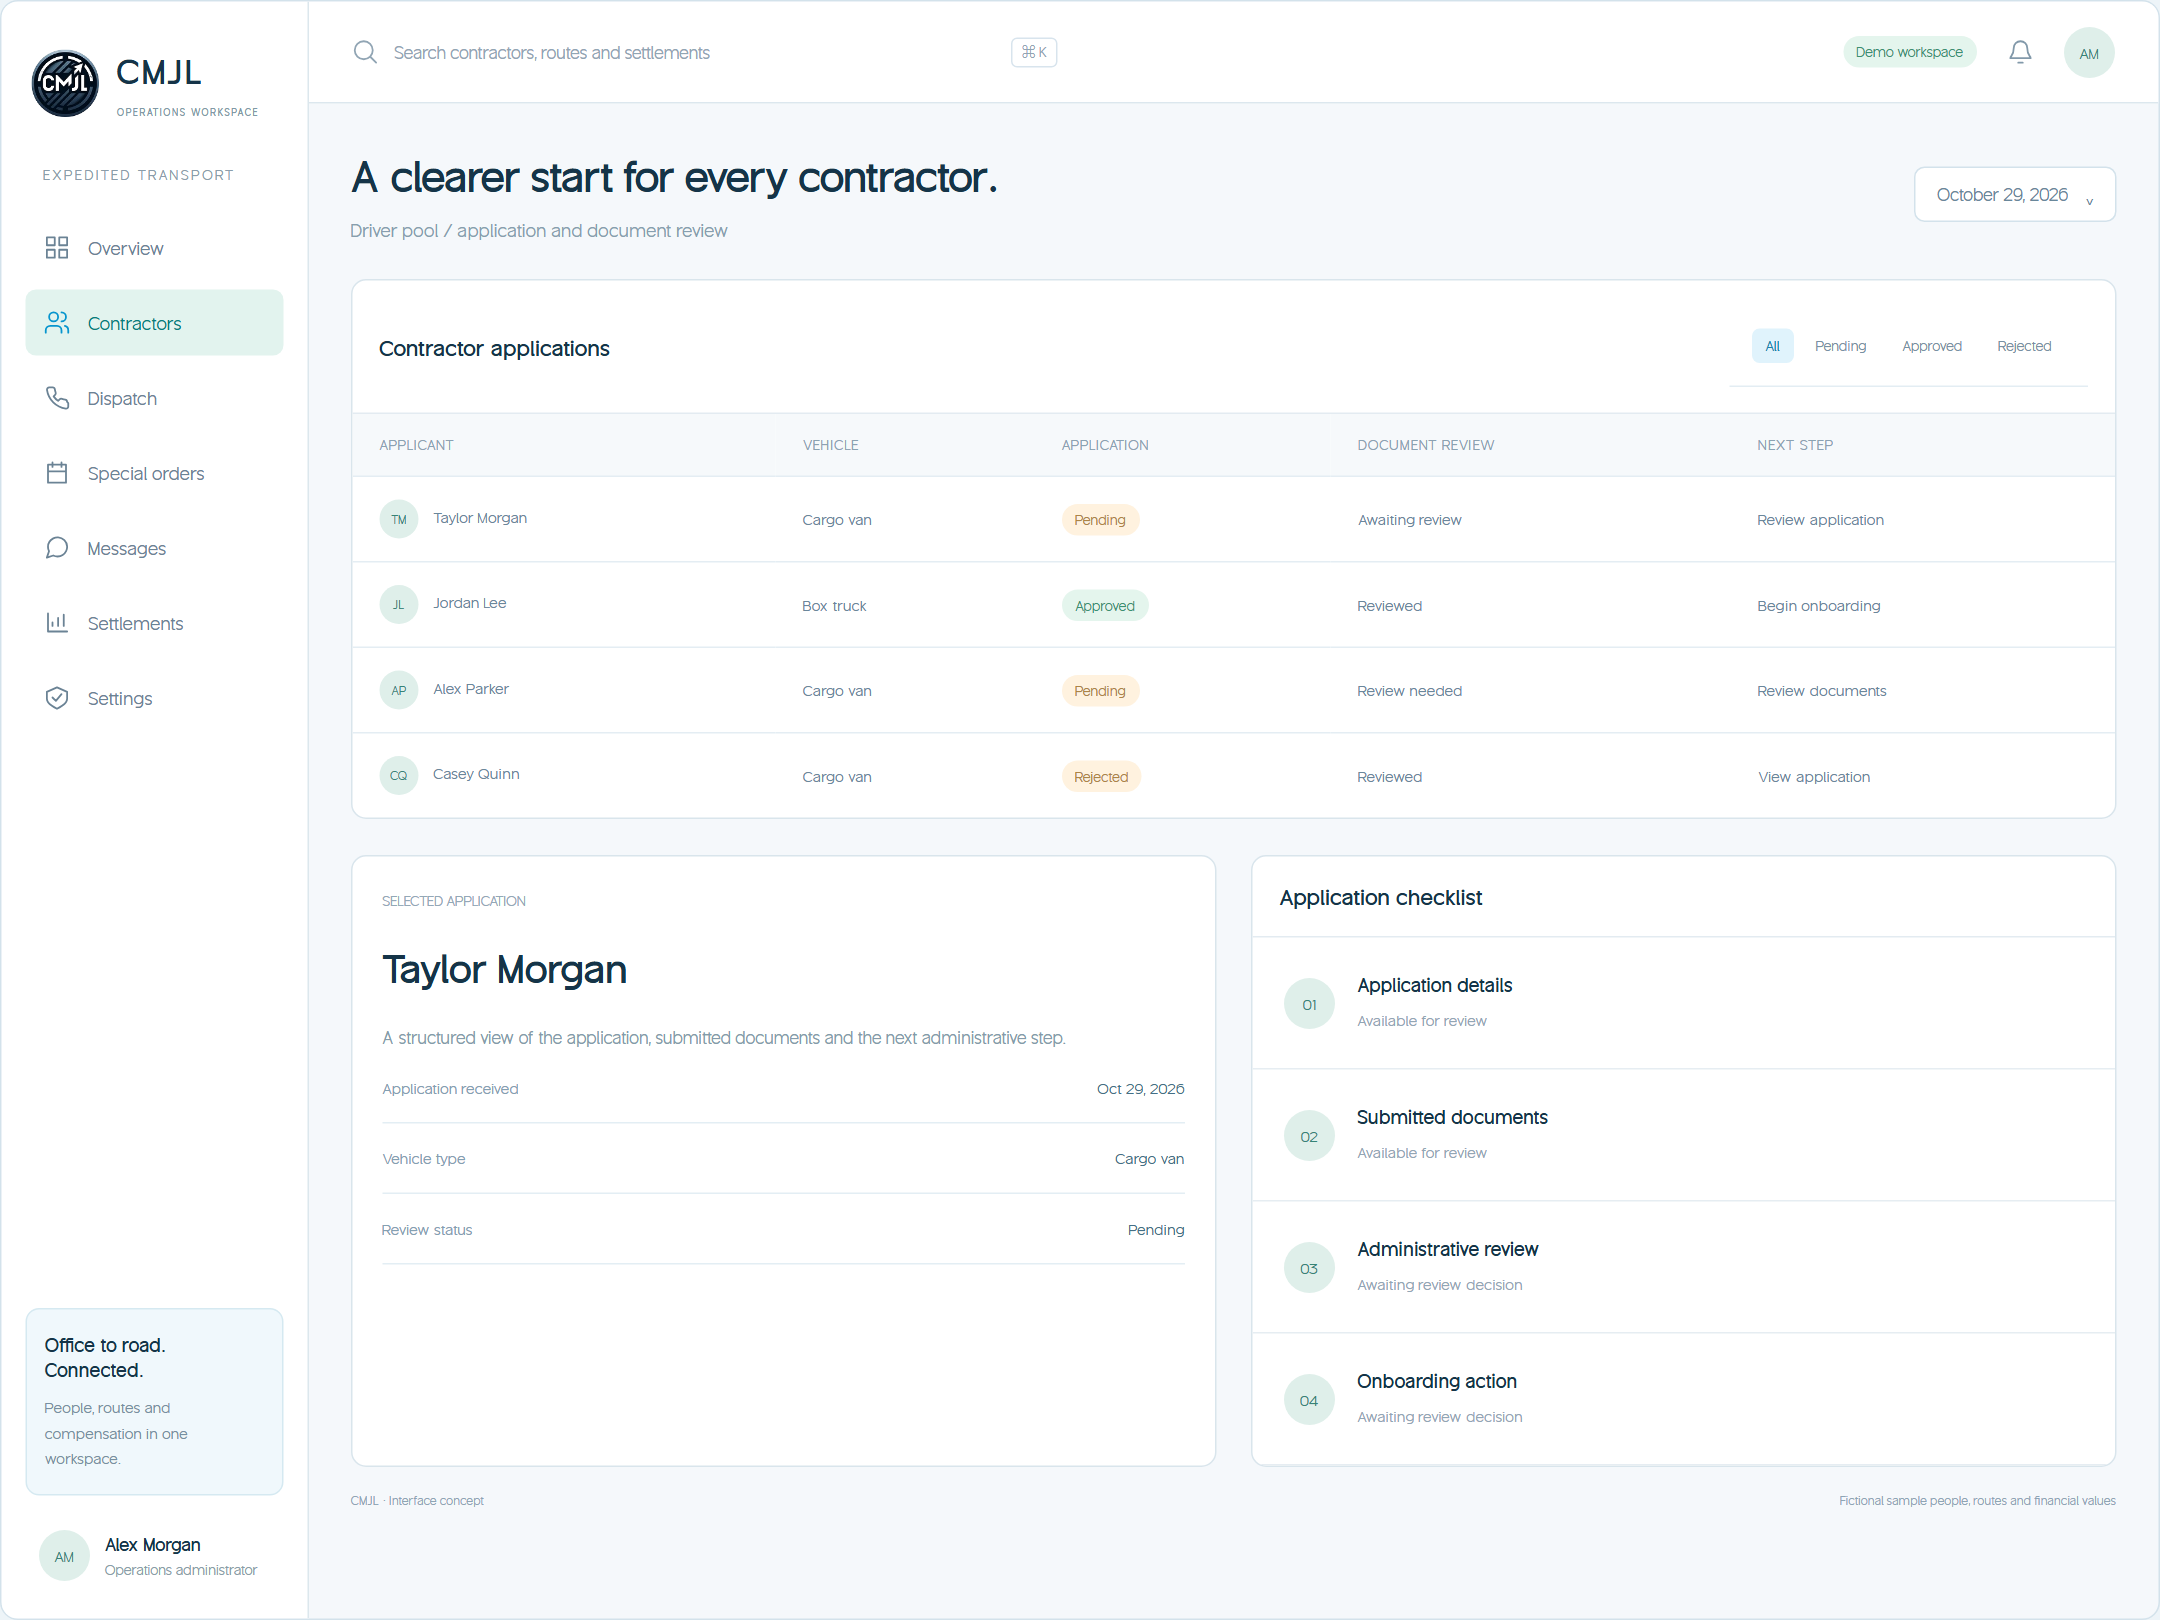 CMJL
CMJL
OPERATIONS WORKSPACE
EXPEDITED TRANSPORT
Overview
Contractors
Dispatch
Special orders
Messages
Settlements
Settings
Office to road.
Connected.
People, routes and
compensation in one
workspace.
AM
Alex Morgan
Operations administrator
Search contractors, routes and settlements
⌘ K
Demo workspace
AM
A clearer start for every contractor.
Driver pool / application and document review
October 29, 2026 v
Contractor applications
All Pending Approved Rejected
APPLICANT VEHICLE APPLICATION DOCUMENT REVIEW NEXT STEP
TM Taylor Morgan Cargo van Pending Awaiting review Review application
JL Jordan Lee Box truck Approved Reviewed Begin onboarding
AP Alex Parker Cargo van Pending Review needed Review documents
CQ Casey Quinn Cargo van Rejected Reviewed View application
SELECTED APPLICATION
Taylor Morgan
A structured view of the application, submitted documents and the next administrative step.
Application received Oct 29, 2026
Vehicle type Cargo van
Review status Pending
Application checklist
01 Application details
Available for review
02 Submitted documents
Available for review
03 Administrative review
Awaiting review decision
04 Onboarding action
Awaiting review decision
CMJL · Interface concept
Fictional sample people, routes and financial values